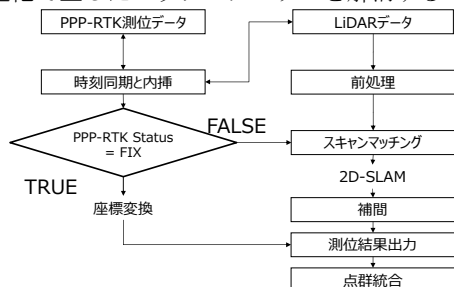 PPP-RTK測位データ
LiDARデータ
時刻同期と内挿
前処理
PPP-RTK Status
= FIX
FALSE
スキャンマッチング
TRUE
2D-SLAM
座標変換
補間
測位結果出力
点群統合